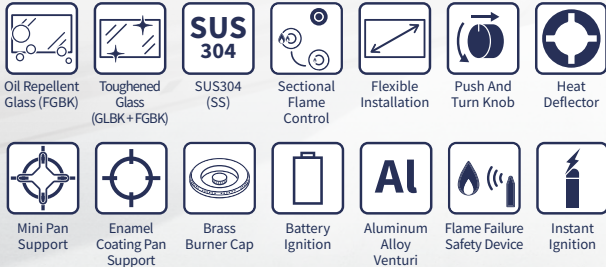 SUS
304
Oil Repellent
Glass (FGBK)
Toughened
Glass
(GLBK + FGBK)
SUS304
(SS)
Sectional
Flame
Control
Flexible
Installation
Push And
Turn Knob
Heat
Deflector
Al
Mini Pan
Support
Enamel
Coating Pan
Support
Brass
Burner Cap
Battery
Ignition
Aluminum
Alloy
Venturi
Flame Failure
Safety Device
Instant
Ignition